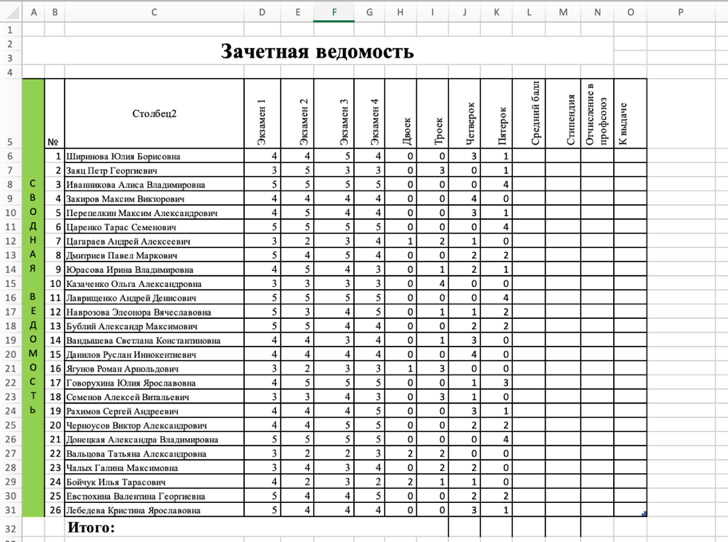 A B C D E F G H I J K L M N O P
1
2 Зачетная ведомость
3
4
5 № Столбец2 Экзамен 1 Экзамен 2 Экзамен 3 Экзамен 4 Двоек Троек Четверок Пятерок Средний балл Стипендия Отчисление в профсоюз К выдаче
6 1 Ширинова Юлия Борисовна 4 4 5 4 0 0 3 1
7 2 Заяц Петр Георгиевич 3 5 3 3 0 3 0 1
8 С 3 Иванникова Алиса Владимировна 5 5 5 5 0 0 0 4
9 В 4 Закиров Максим Викторович 4 4 4 4 0 0 4 0
10 О 5 Перепелкин Максим Александрович 4 5 4 4 0 0 3 1
11 Д 6 Царенко Тарас Семенович 5 5 5 5 0 0 0 4
12 Н 7 Цагараев Андрей Алексеевич 3 2 3 4 1 2 1 0
13 А 8 Дмитриев Павел Маркович 5 4 5 4 0 0 2 2
14 Я 9 Юрасова Ирина Владимировна 4 5 4 3 0 1 2 1
15 10 Казаченко Ольга Александровна 3 3 3 3 0 4 0 0
16 В 11 Лаврищенко Андрей Денисович 5 5 5 5 0 0 0 4
17 Е 12 Наврозова Элеонора Вячеславовна 5 3 4 5 0 1 1 2
18 Д 13 Бублий Александр Максимович 5 5 4 4 0 0 2 2
19 О 14 Вандышева Светлана Константиновна 4 4 3 4 0 1 3 0
20 М 15 Данилов Руслан Иннокентиевич 4 4 4 4 0 0 4 0
21 О 16 Ягунов Роман Арнольдович 3 2 3 3 1 3 0 0
22 С 17 Говорухина Юлия Ярославовна 4 5 5 5 0 0 1 3
23 Т 18 Семенов Алексей Витальевич 3 3 4 3 0 3 1 0
24 Ь 19 Рахимов Сергей Андреевич 4 4 4 5 0 0 3 1
25 20 Черноусов Виктор Александрович 4 4 5 5 0 0 2 2
26 21 Донецкая Александра Владимировна 5 5 5 5 0 0 0 4
27 22 Вальцова Татьяна Александровна 3 2 2 3 2 2 0 0
28 23 Чалых Галина Максимовна 3 4 3 4 0 2 2 0
29 24 Бойчук Илья Тарасович 4 2 3 2 2 1 1 0
30 25 Евстюхина Валентина Георгиевна 5 4 4 5 0 0 2 2
31 26 Лебедева Кристина Ярославовна 5 4 4 4 0 0 3 1
32 Итого: